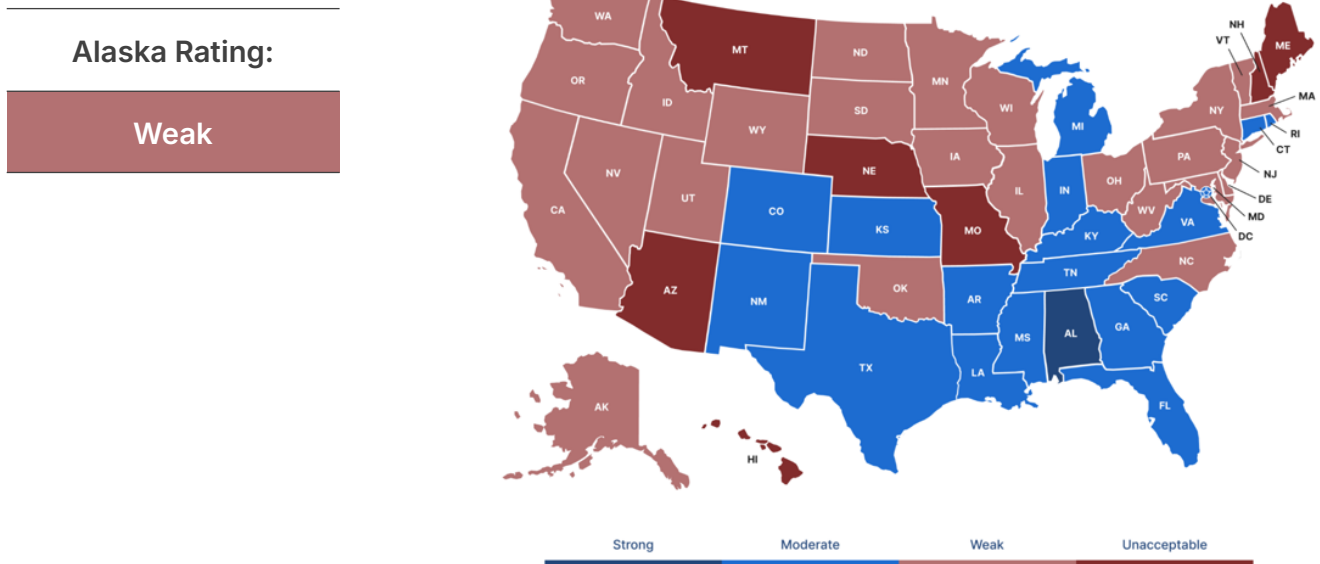 Alaska Rating:
Weak
WA
MT
ND
MN
OR
ID
SD
WI
MI
NH
VT
ME
NY
MA
RI
CT
WY
IA
PA
NJ
NV
NE
IL
IN
OH
DE
UT
CO
KS
MO
WV
VA
MD
DC
CA
KY
NC
AZ
NM
OK
AR
TN
SC
MS
AL
GA
TX
LA
FL
AK
HI
Strong Moderate Weak Unacceptable